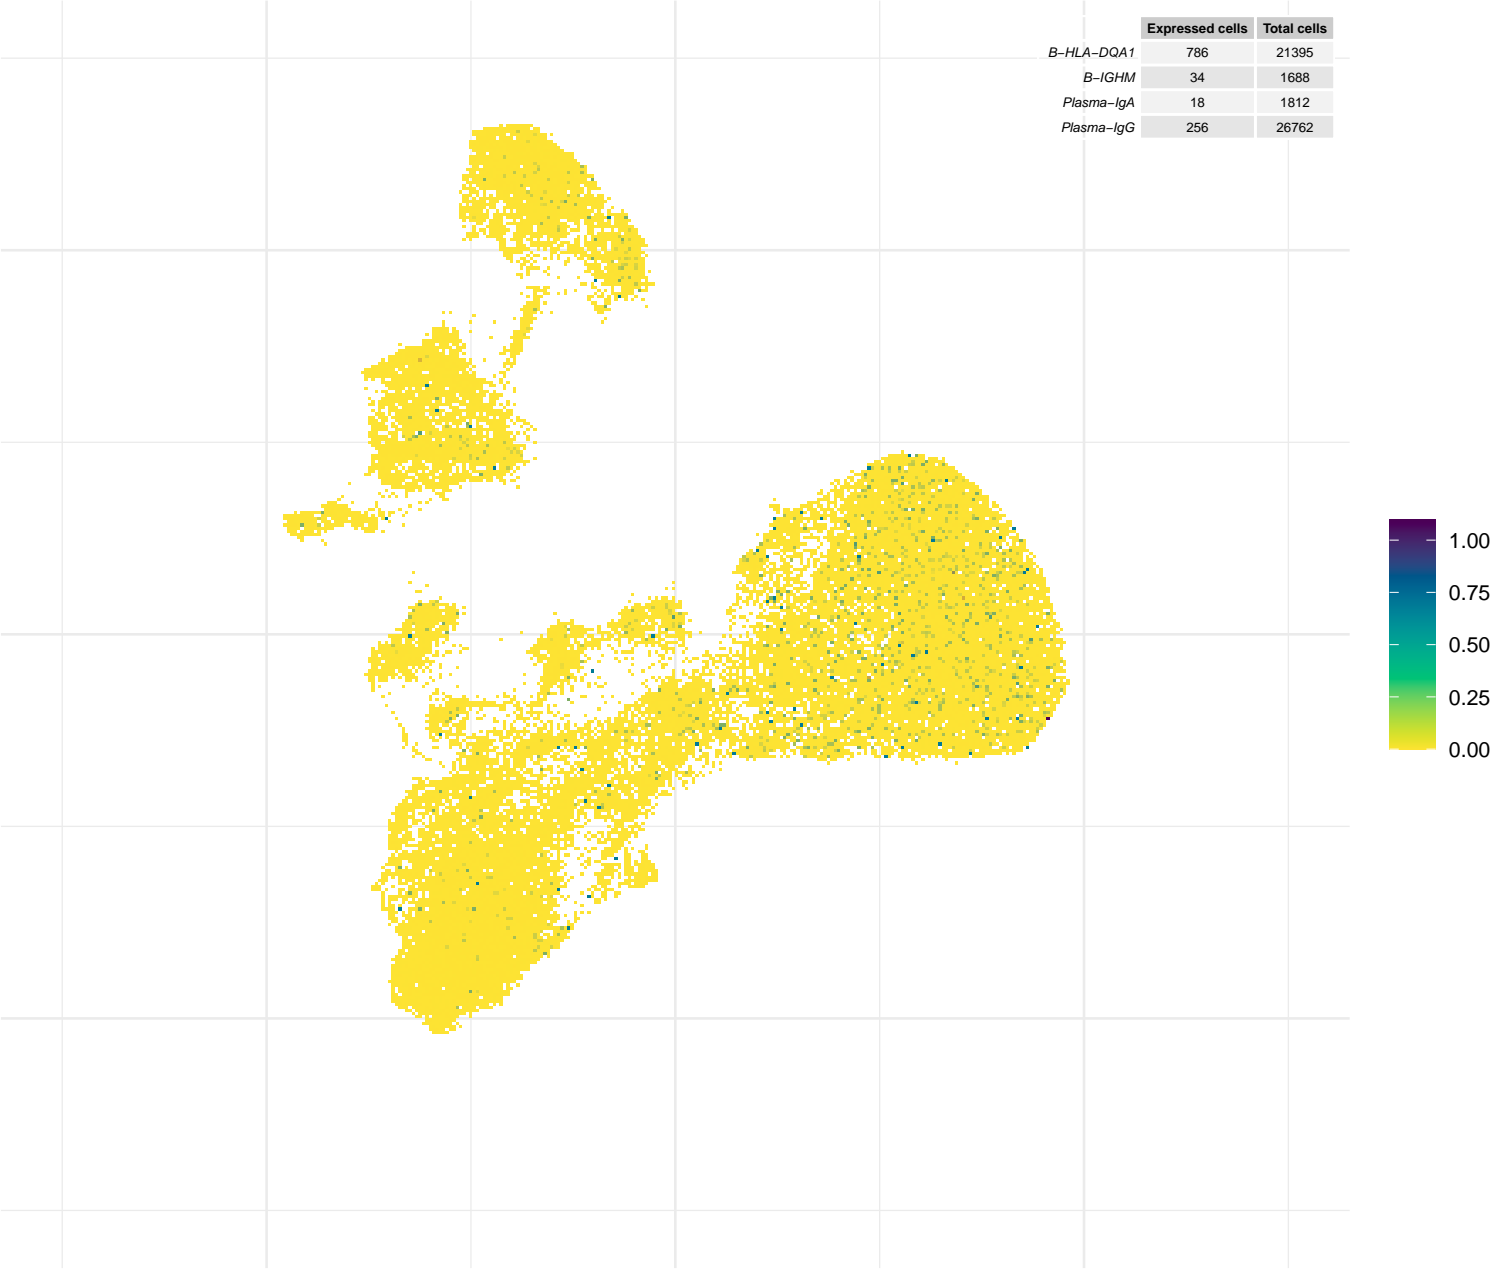 Expressed cells Total cells
B−HLA−DQA1 786 21395
B−IGHM 34 1688
Plasma−IgA 18 1812
Plasma−IgG 256 26762
1.00
0.75
0.50
0.25
0.00